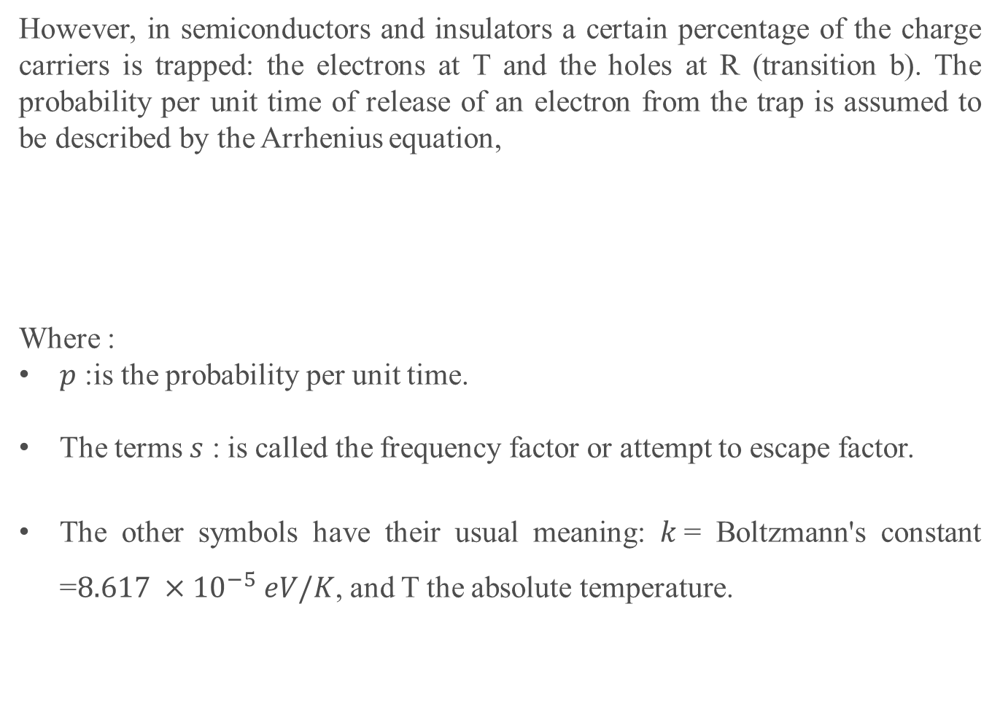 However, in semiconductors and insulators a certain percentage of the charge
carriers is trapped: the electrons at T and the holes at R (transition b). The
probability per unit time of release of an electron from the trap is assumed to
be described by the Arrhenius equation,
Where :
• p :is the probability per unit time.
• The terms s : is called the frequency factor or attempt to escape factor.
• The other symbols have their usual meaning: k = Boltzmann's constant
=8.617 × 10⁻⁵ eV/K, and T the absolute temperature.